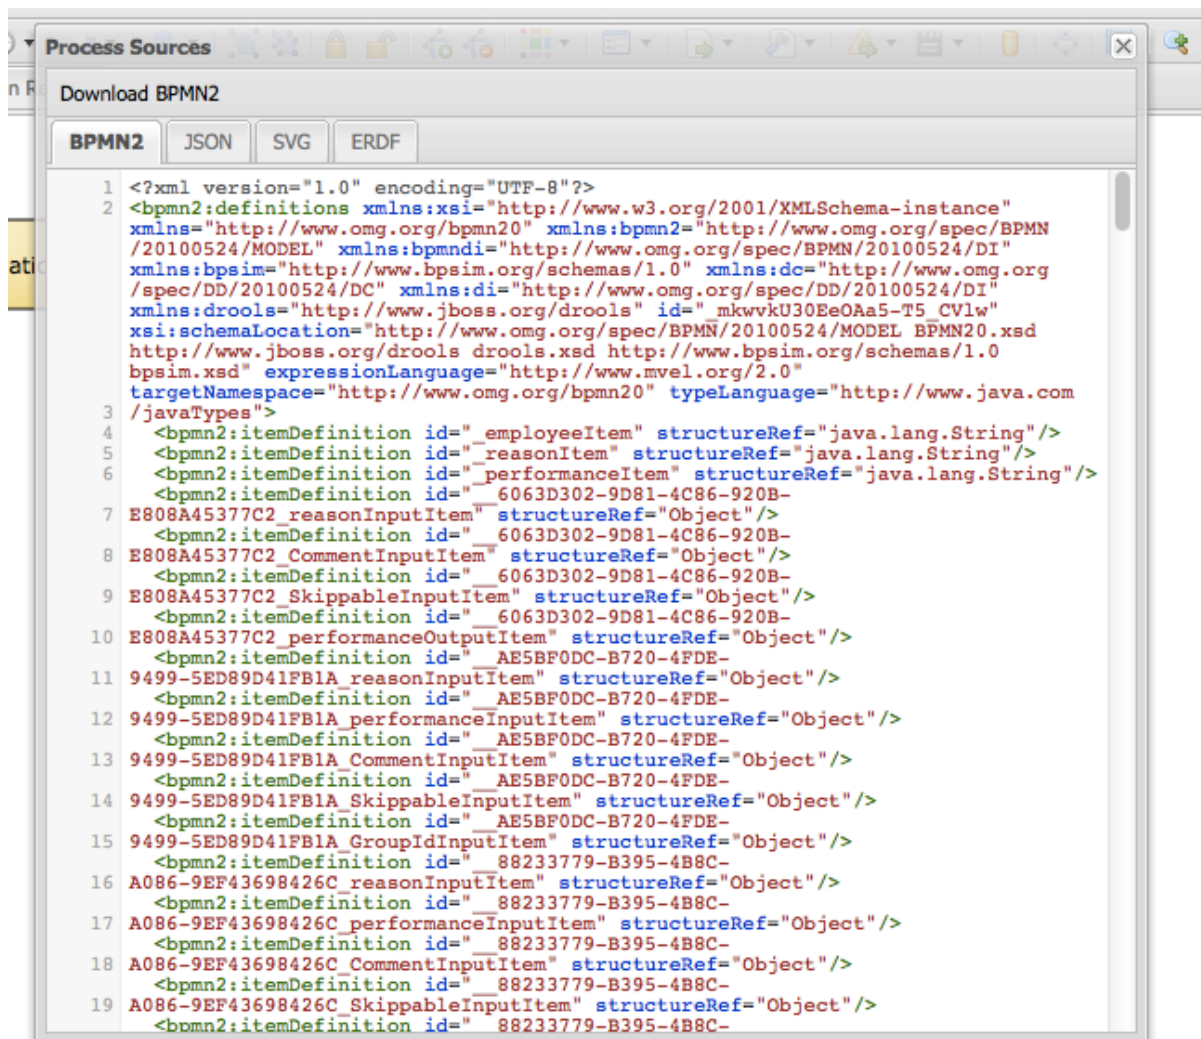 Process Sources
n R
Download BPMN2
BPMN2 JSON SVG ERDF
1 <?xml version="1.0" encoding="UTF-8"?>
2 <bpmn2:definitions xmlns:xsi="http://www.w3.org/2001/XMLSchema-instance"
xmlns="http://www.omg.org/bpmn20" xmlns:bpmn2="http://www.omg.org/spec/BPMN
/20100524/MODEL" xmlns:bpmndi="http://www.omg.org/spec/BPMN/20100524/DI"
atic
xmlns:bpsim="http://www.bpsim.org/schemas/1.0" xmlns:dc="http://www.omg.org
/spec/DD/20100524/DC" xmlns:di="http://www.omg.org/spec/DD/20100524/DI"
xmlns:drools="http://www.jboss.org/drools" id="_mkwvkU30EeOAa5-T5_CVlw"
xsi:schemaLocation="http://www.omg.org/spec/BPMN/20100524/MODEL BPMN20.xsd
http://www.jboss.org/drools drools.xsd http://www.bpsim.org/schemas/1.0
bpsim.xsd" expressionLanguage="http://www.mvel.org/2.0"
targetNamespace="http://www.omg.org/bpmn20" typeLanguage="http://www.java.com
3 /javaTypes">
4 <bpmn2:itemDefinition id="_employeeItem" structureRef="java.lang.String"/>
5 <bpmn2:itemDefinition id="_reasonItem" structureRef="java.lang.String"/>
6 <bpmn2:itemDefinition id="_performanceItem" structureRef="java.lang.String"/>
<bpmn2:itemDefinition id="__6063D302-9D81-4C86-920B-
7 E808A45377C2_reasonInputItem" structureRef="Object"/>
<bpmn2:itemDefinition id="__6063D302-9D81-4C86-920B-
8 E808A45377C2_CommentInputItem" structureRef="Object"/>
<bpmn2:itemDefinition id="__6063D302-9D81-4C86-920B-
9 E808A45377C2_SkippableInputItem" structureRef="Object"/>
<bpmn2:itemDefinition id="__6063D302-9D81-4C86-920B-
10 E808A45377C2_performanceOutputItem" structureRef="Object"/>
<bpmn2:itemDefinition id="__AE5BF0DC-B720-4FDE-
11 9499-5ED89D41FB1A_reasonInputItem" structureRef="Object"/>
<bpmn2:itemDefinition id="__AE5BF0DC-B720-4FDE-
12 9499-5ED89D41FB1A_performanceInputItem" structureRef="Object"/>
<bpmn2:itemDefinition id="__AE5BF0DC-B720-4FDE-
13 9499-5ED89D41FB1A_CommentInputItem" structureRef="Object"/>
<bpmn2:itemDefinition id="__AE5BF0DC-B720-4FDE-
14 9499-5ED89D41FB1A_SkippableInputItem" structureRef="Object"/>
<bpmn2:itemDefinition id="__AE5BF0DC-B720-4FDE-
15 9499-5ED89D41FB1A_GroupIdInputItem" structureRef="Object"/>
<bpmn2:itemDefinition id="__88233779-B395-4B8C-
16 A086-9EF43698426C_reasonInputItem" structureRef="Object"/>
<bpmn2:itemDefinition id="__88233779-B395-4B8C-
17 A086-9EF43698426C_performanceInputItem" structureRef="Object"/>
<bpmn2:itemDefinition id="__88233779-B395-4B8C-
18 A086-9EF43698426C_CommentInputItem" structureRef="Object"/>
<bpmn2:itemDefinition id="__88233779-B395-4B8C-
19 A086-9EF43698426C_SkippableInputItem" structureRef="Object"/>
<bpmn2:itemDefinition id="__88233779-B395-4B8C-